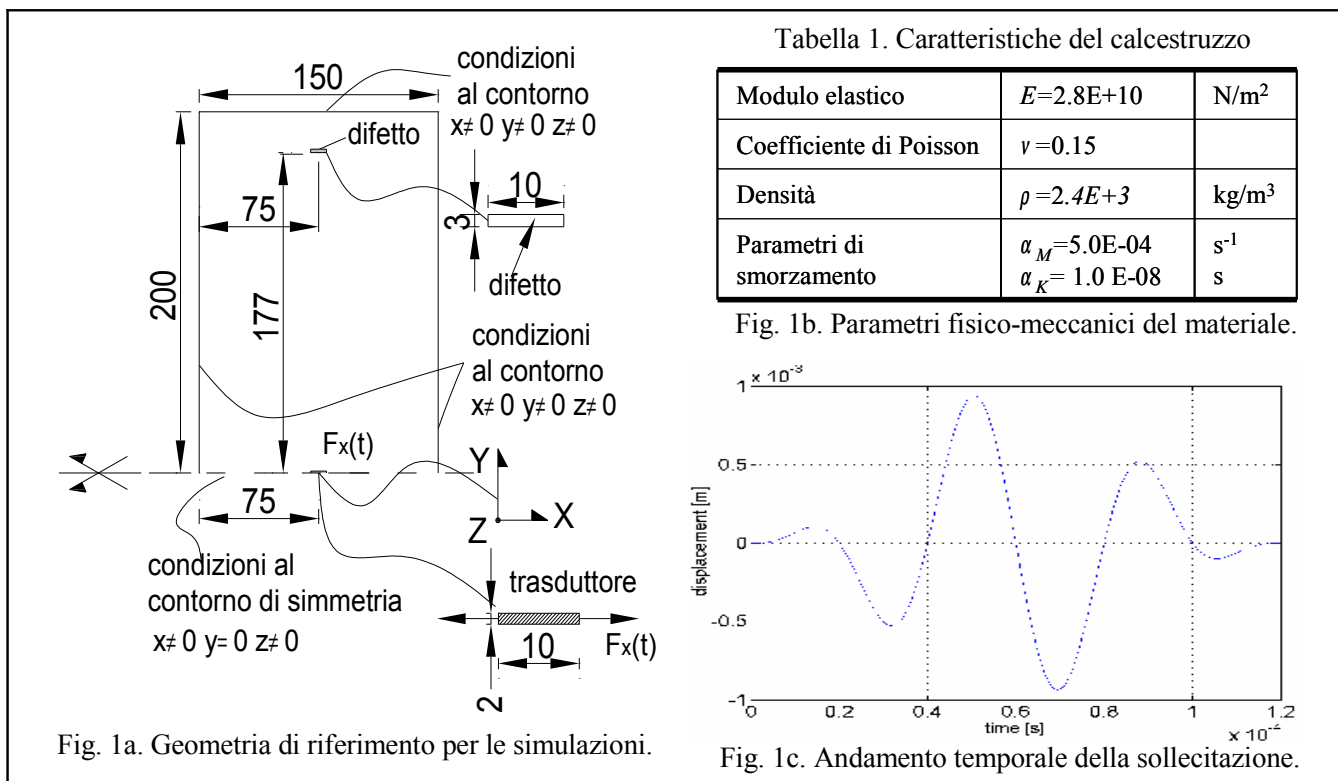 condizioni
al contorno
x≠ 0 y≠ 0 z≠ 0
150
difetto
10
3
75
difetto
200
177
condizioni
al contorno
x≠ 0 y≠ 0 z≠ 0
Fx(t)
Y
X
Z
75
condizioni al
contorno di simmetria
x≠ 0 y= 0 z≠ 0
trasduttore
Fx(t)
10
2
Fig. 1a. Geometria di riferimento per le simulazioni.
Tabella 1. Caratteristiche del calcestruzzo
Modulo elastico E=2.8E+10 N/m²
Coefficiente di Poisson ν=0.15
Densità ρ =2.4E+3 kg/m³
Parametri di smorzamento α M=5.0E-04 s⁻¹
α K= 1.0 E-08 s
Fig. 1b. Parametri fisico-meccanici del materiale.
x 10⁻³
1
0.5
0
-0.5
-1
displacement [m]
0 0.2 0.4 0.6 0.8 1 1.2
time [s]
Fig. 1c. Andamento temporale della sollecitazione.